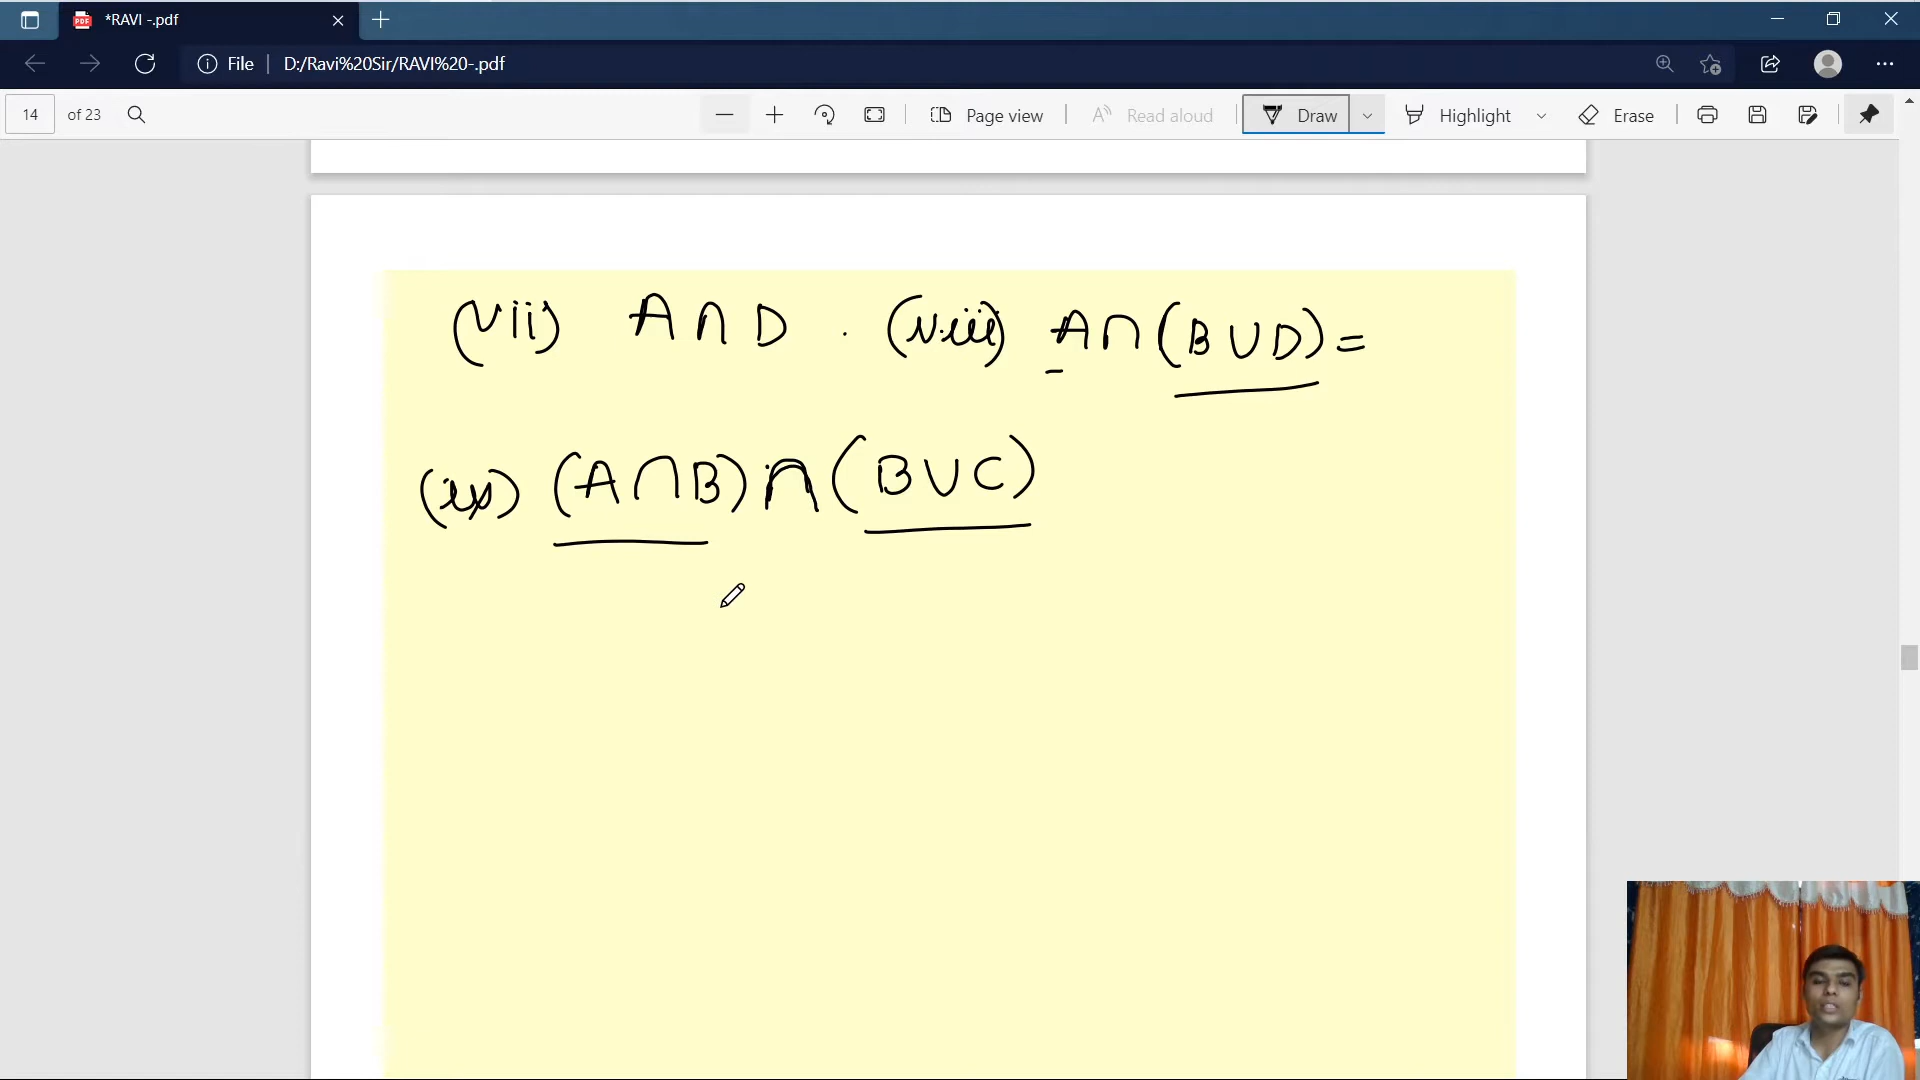 *RAVI -.pdf
File | D:/Ravi%20Sir/RAVI%20-.pdf
14 of 23 Page view Read aloud Draw Highlight Erase
(vii) A ∩ D . (viii) A ∩ (B ∪ D) =
(ix) (A ∩ B) ∩ (B ∪ C)